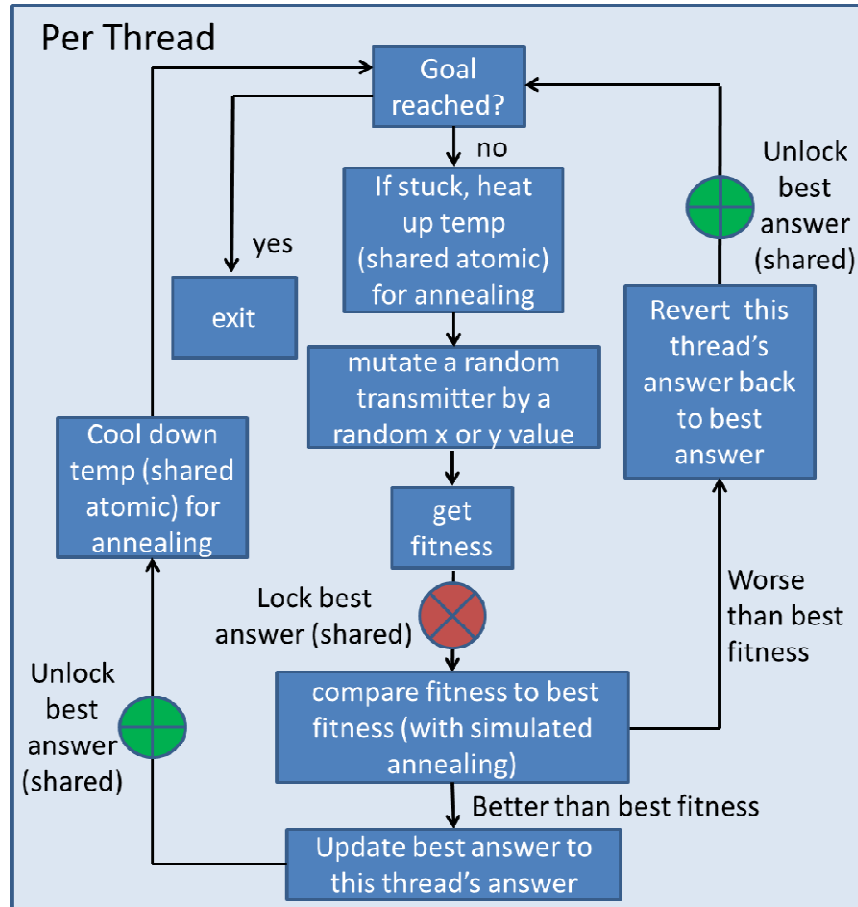 Per Thread
Goal
reached?
no
yes
exit
If stuck, heat
up temp
(shared atomic)
for annealing
Unlock
best
answer
(shared)
mutate a random
transmitter by a
random x or y value
Revert this
thread's
answer back
to best
answer
Cool down
temp (shared
atomic) for
annealing
get
fitness
Lock best
answer (shared)
Worse
than best
fitness
compare fitness to best
fitness (with simulated
annealing)
Unlock
best
answer
(shared)
Better than best fitness
Update best answer to
this thread's answer